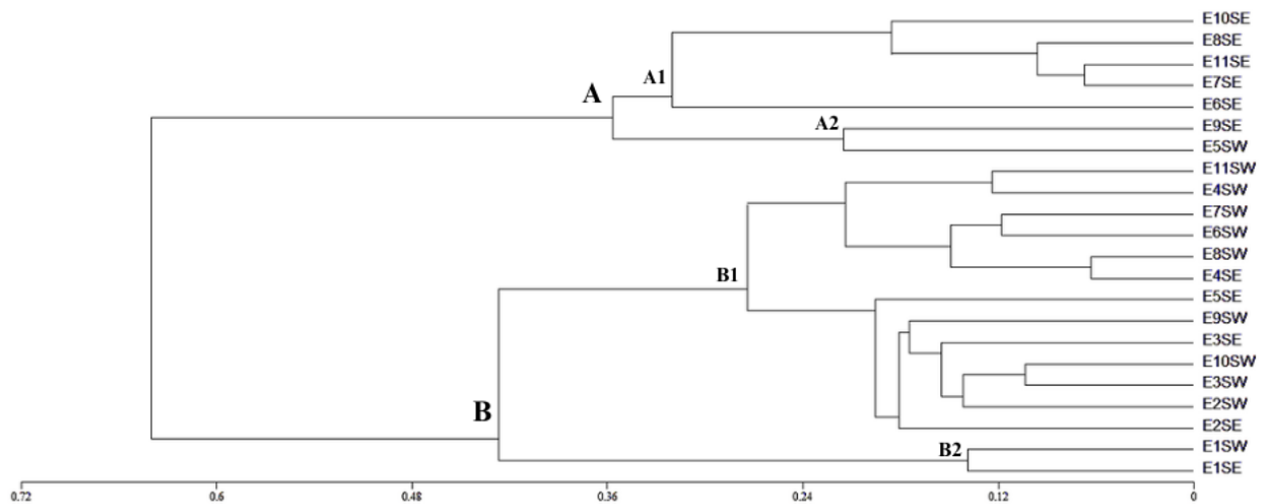 E10SE
E8SE
A1
E11SE
E7SE
A
E6SE
A2
E9SE
E5SW
E11SW
E4SW
E7SW
E6SW
E8SW
B1
E4SE
E5SE
E9SW
E3SE
E10SW
E3SW
B
E2SW
E2SE
B2
E1SW
E1SE
0.72 0.6 0.48 0.36 0.24 0.12 0